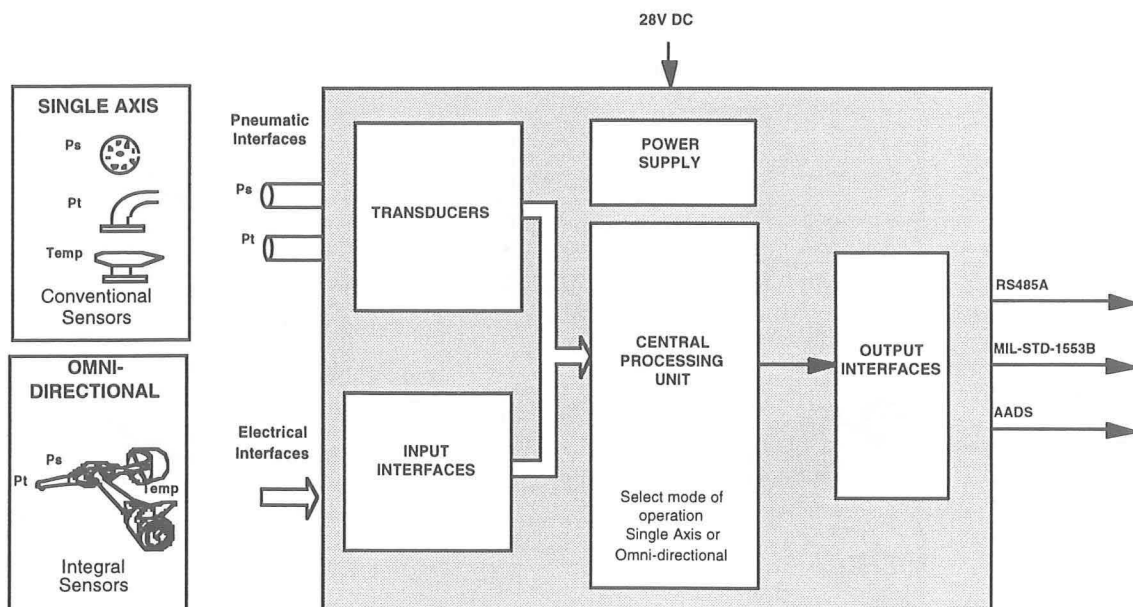 28V DC
SINGLE AXIS
Ps
Pt
Temp
Conventional
Sensors
OMNI-
DIRECTIONAL
Ps
Pt
Temp
Integral
Sensors
Pneumatic
Interfaces
Ps
Pt
Electrical
Interfaces
TRANSDUCERS
INPUT
INTERFACES
POWER
SUPPLY
CENTRAL
PROCESSING
UNIT
Select mode of
operation
Single Axis or
Omni-directional
OUTPUT
INTERFACES
RS485A
MIL-STD-1553B
AADS